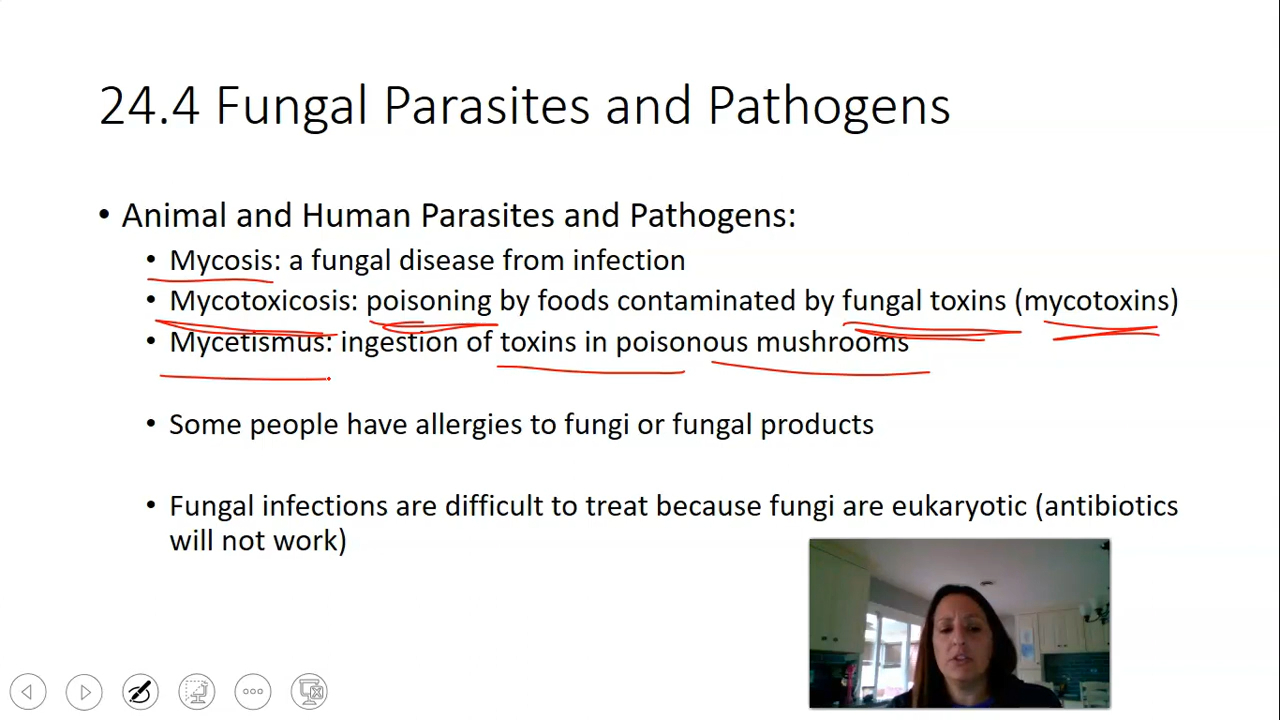 24.4 Fungal Parasites and Pathogens
• Animal and Human Parasites and Pathogens:
• Mycosis: a fungal disease from infection
• Mycotoxicosis: poisoning by foods contaminated by fungal toxins (mycotoxins)
• Mycetismus: ingestion of toxins in poisonous mushrooms
• Some people have allergies to fungi or fungal products
• Fungal infections are difficult to treat because fungi are eukaryotic (antibiotics
will not work)